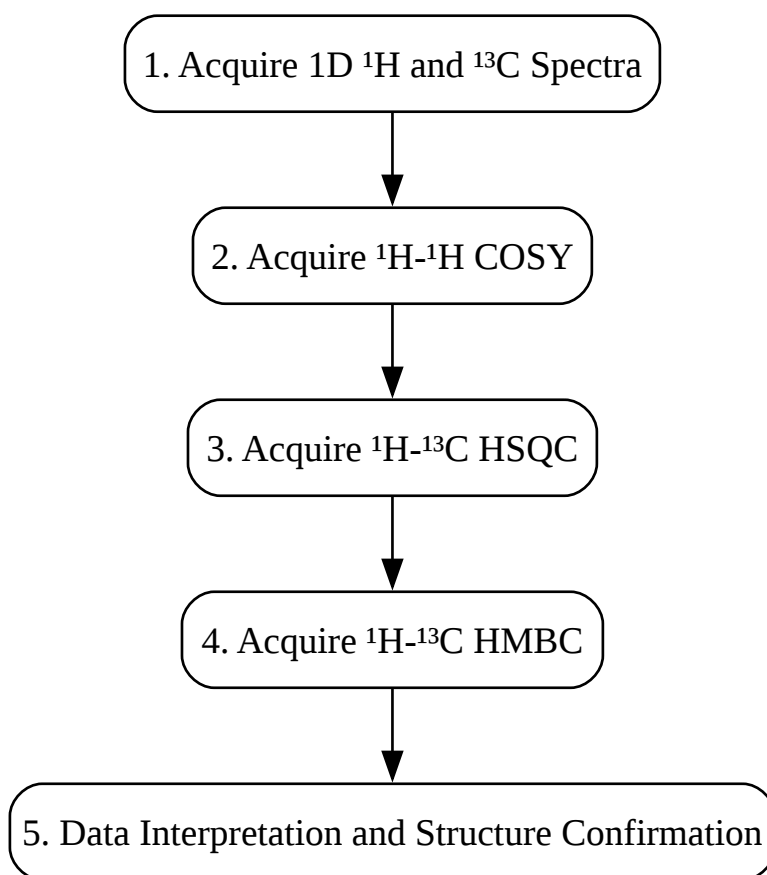 1. Acquire 1D ¹H and ¹³C Spectra
2. Acquire ¹H-¹H COSY
3. Acquire ¹H-¹³C HSQC
4. Acquire ¹H-¹³C HMBC
5. Data Interpretation and Structure Confirmation